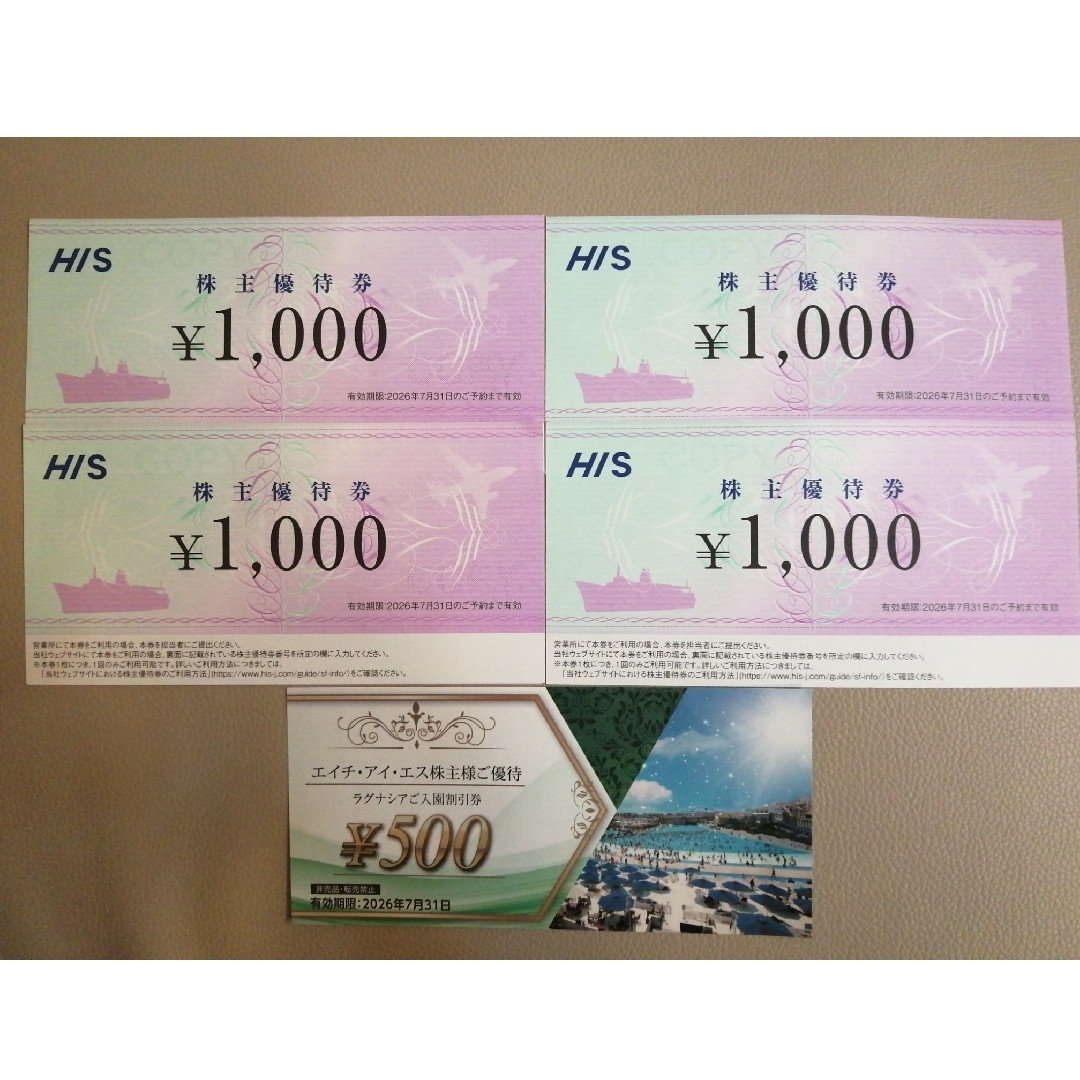 HIS
株主優待券
¥1,000
有効期限:2026年7月31日のご予約まで有効
HIS
株主優待券
¥1,000
有効期限:2026年7月31日のご予約まで有効
HIS
株主優待券
¥1,000
有効期限:2026年7月31日のご予約まで有効
営業所にて本券をご利用の場合、本券を担当者にご提出ください。
当社ウェブサイトにて本券をご利用の場合、裏面に記載されている株主優待券番号を所定の欄に入力してください。
※本券1枚につき、1回のみご利用可能です。詳しいご利用方法につきましては、
「当社ウェブサイトにおける株主優待券のご利用方法」(https://www.his-j.com/guide/sf-info/)をご確認ください。
HIS
株主優待券
¥1,000
有効期限:2026年7月31日のご予約まで有効
営業所にて本券をご利用の場合、本券を担当者にご提出ください。
当社ウェブサイトにて本券をご利用の場合、裏面に記載されている株主優待券番号を所定の欄に入力してください。
※本券1枚につき、1回のみご利用可能です。詳しいご利用方法につきましては、
「当社ウェブサイトにおける株主優待券のご利用方法」(https://www.his-j.com/guide/sf-info/)をご確認ください。
エイチ・アイ・エス株主様ご優待
ラグナシアご入園割引券
¥500
非売品・転売禁止
有効期限:2026年7月31日